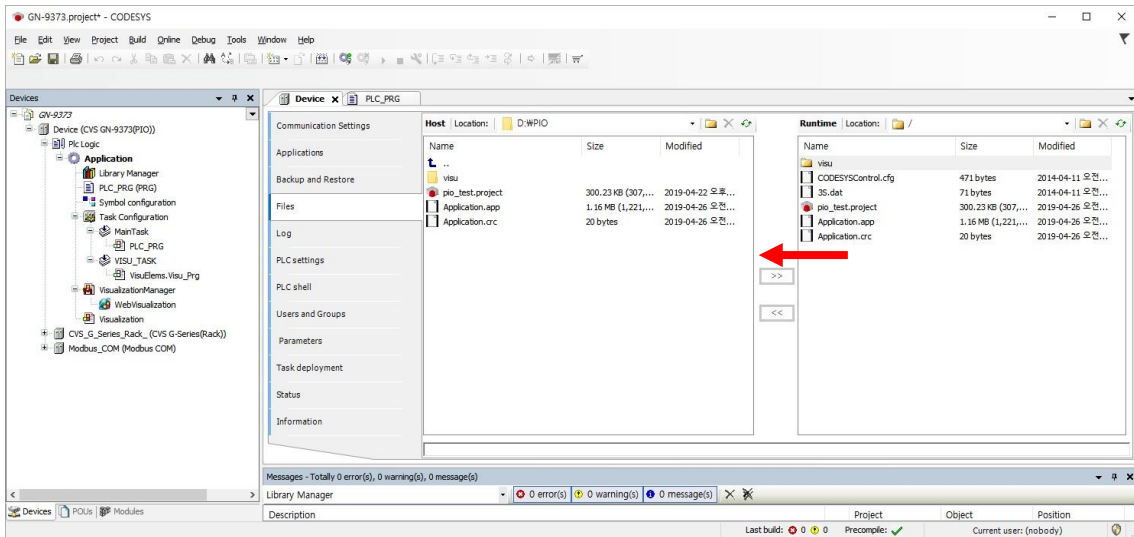 GN-9373.project* - CODESYS
File Edit View Project Build Online Debug Tools Window Help
Devices
GN-9373
Device (CVS GN-9373(PIO))
Plc Logic
Application
Library Manager
PLC_PRG (PRG)
Symbol configuration
Task Configuration
MainTask
PLC_PRG
VISU_TASK
VisuElems.Visu_Prg
VisualizationManager
WebVisualization
Visualization
CVS_G_Series_Rack_ (CVS G-Series(Rack))
Modbus_COM (Modbus COM)
Devices POUs Modules
Device PLC_PRG
Communication Settings
Applications
Backup and Restore
Files
Log
PLC settings
PLC shell
Users and Groups
Parameters
Task deployment
Status
Information
Host Location: D:₩PIO
Name Size Modified
..
visu
pio_test.project 300.23 KB (307,... 2019-04-22 오후...
Application.app 1.16 MB (1,221,... 2019-04-26 오전...
Application.crc 20 bytes 2019-04-26 오전...
>>
<<
Runtime Location: /
Name Size Modified
visu
CODESYSControl.cfg 471 bytes 2014-04-11 오전...
3S.dat 71 bytes 2014-04-11 오전...
pio_test.project 300.23 KB (307,... 2019-04-26 오전...
Application.app 1.16 MB (1,221,... 2019-04-26 오전...
Application.crc 20 bytes 2019-04-26 오전...
Messages - Totally 0 error(s), 0 warning(s), 0 message(s)
Library Manager 0 error(s) 0 warning(s) 0 message(s)
Description Project Object Position
Last build: 0 0 Precompile: Current user: (nobody)